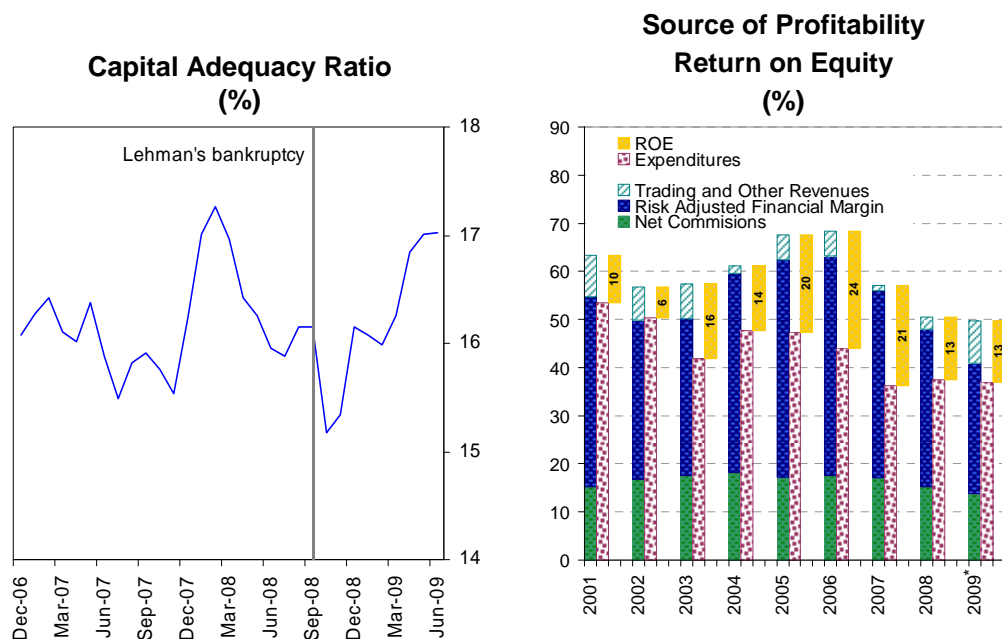 Capital Adequacy Ratio
(%)
18
Lehman's bankruptcy
17
16
15
14
Dec-06
Mar-07
Jun-07
Sep-07
Dec-07
Mar-08
Jun-08
Sep-08
Dec-08
Mar-09
Jun-09
Source of Profitability
Return on Equity
(%)
90
80
70
60
50
40
30
20
10
0
ROE
Expenditures
Trading and Other Revenues
Risk Adjusted Financial Margin
Net Commisions
10
6
16
14
20
24
21
13
13
2001
2002
2003
2004
2005
2006
2007
2008
2009*